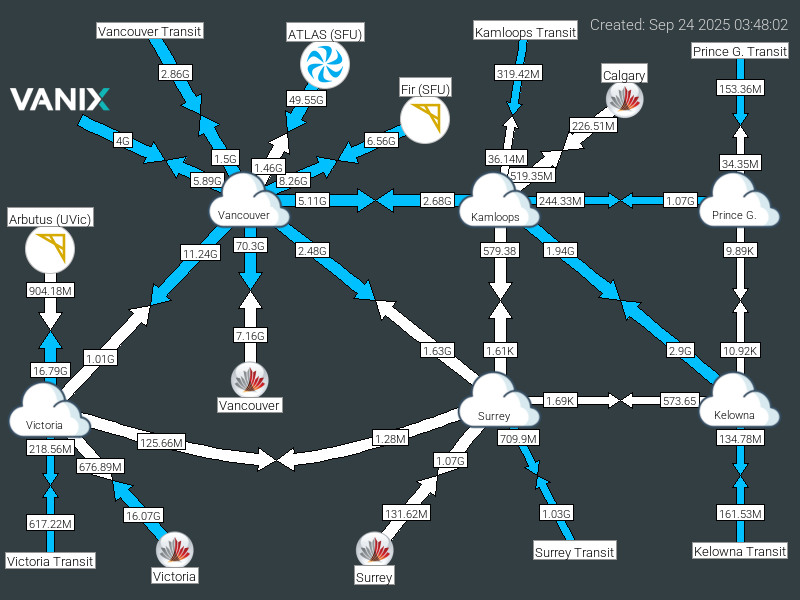 Created: Sep 24 2025 03:48:02
Vancouver Transit
ATLAS (SFU)
Kamloops Transit
Prince G. Transit
2.86G
319.42M
Calgary
153.36M
VANIX
49.55G
Fir (SFU)
4G
6.56G
226.51M
1.5G
1.46G
36.14M
34.35M
5.89G
8.26G
519.35M
Vancouver
5.11G
2.68G
Kamloops
244.33M
1.07G
Prince G.
Arbutus (UVic)
11.24G
70.3G
2.48G
579.38
1.94G
9.89K
904.18M
7.16G
1.01G
1.63G
1.61K
2.9G
10.92K
16.79G
Vancouver
Victoria
Surrey
1.69K
573.65
Kelowna
125.66M
1.28M
218.56M
709.9M
134.78M
676.89M
1.07G
617.22M
16.07G
131.62M
1.03G
161.53M
Victoria Transit
Victoria
Surrey
Surrey Transit
Kelowna Transit